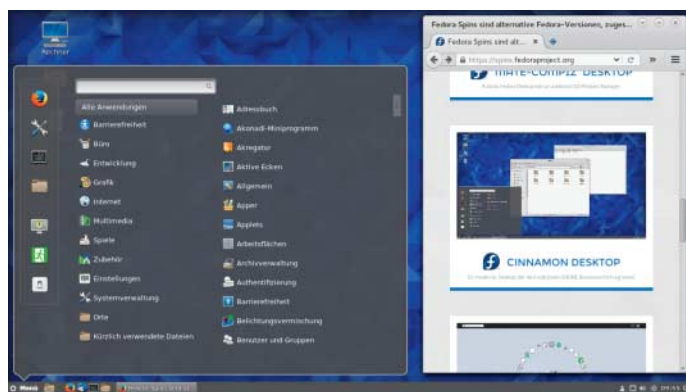 Rechner
Alle Anwendungen
Barrierefreiheit
Büro
Entwicklung
Grafik
Internet
Multimedia
Spiele
Zubehör
Einstellungen
Systemverwaltung
Orte
Kürzlich verwendete Dateien
Adressbuch
Akonadi-Miniprogramm
Akregator
Aktive Ecken
Allgemein
Apper
Applets
Arbeitsflächen
Archivverwaltung
Authentifizierung
Barrierefreiheit
Belichtungsvermischung
Benutzer und Gruppen
Menü
Fedora Spins sind alternative Fedora-Versionen, zuges...
Fedora Spins sind alt...
https://spins.fedoraproject.org
MATE-COMPIZ DESKTOP
CINNAMON DESKTOP